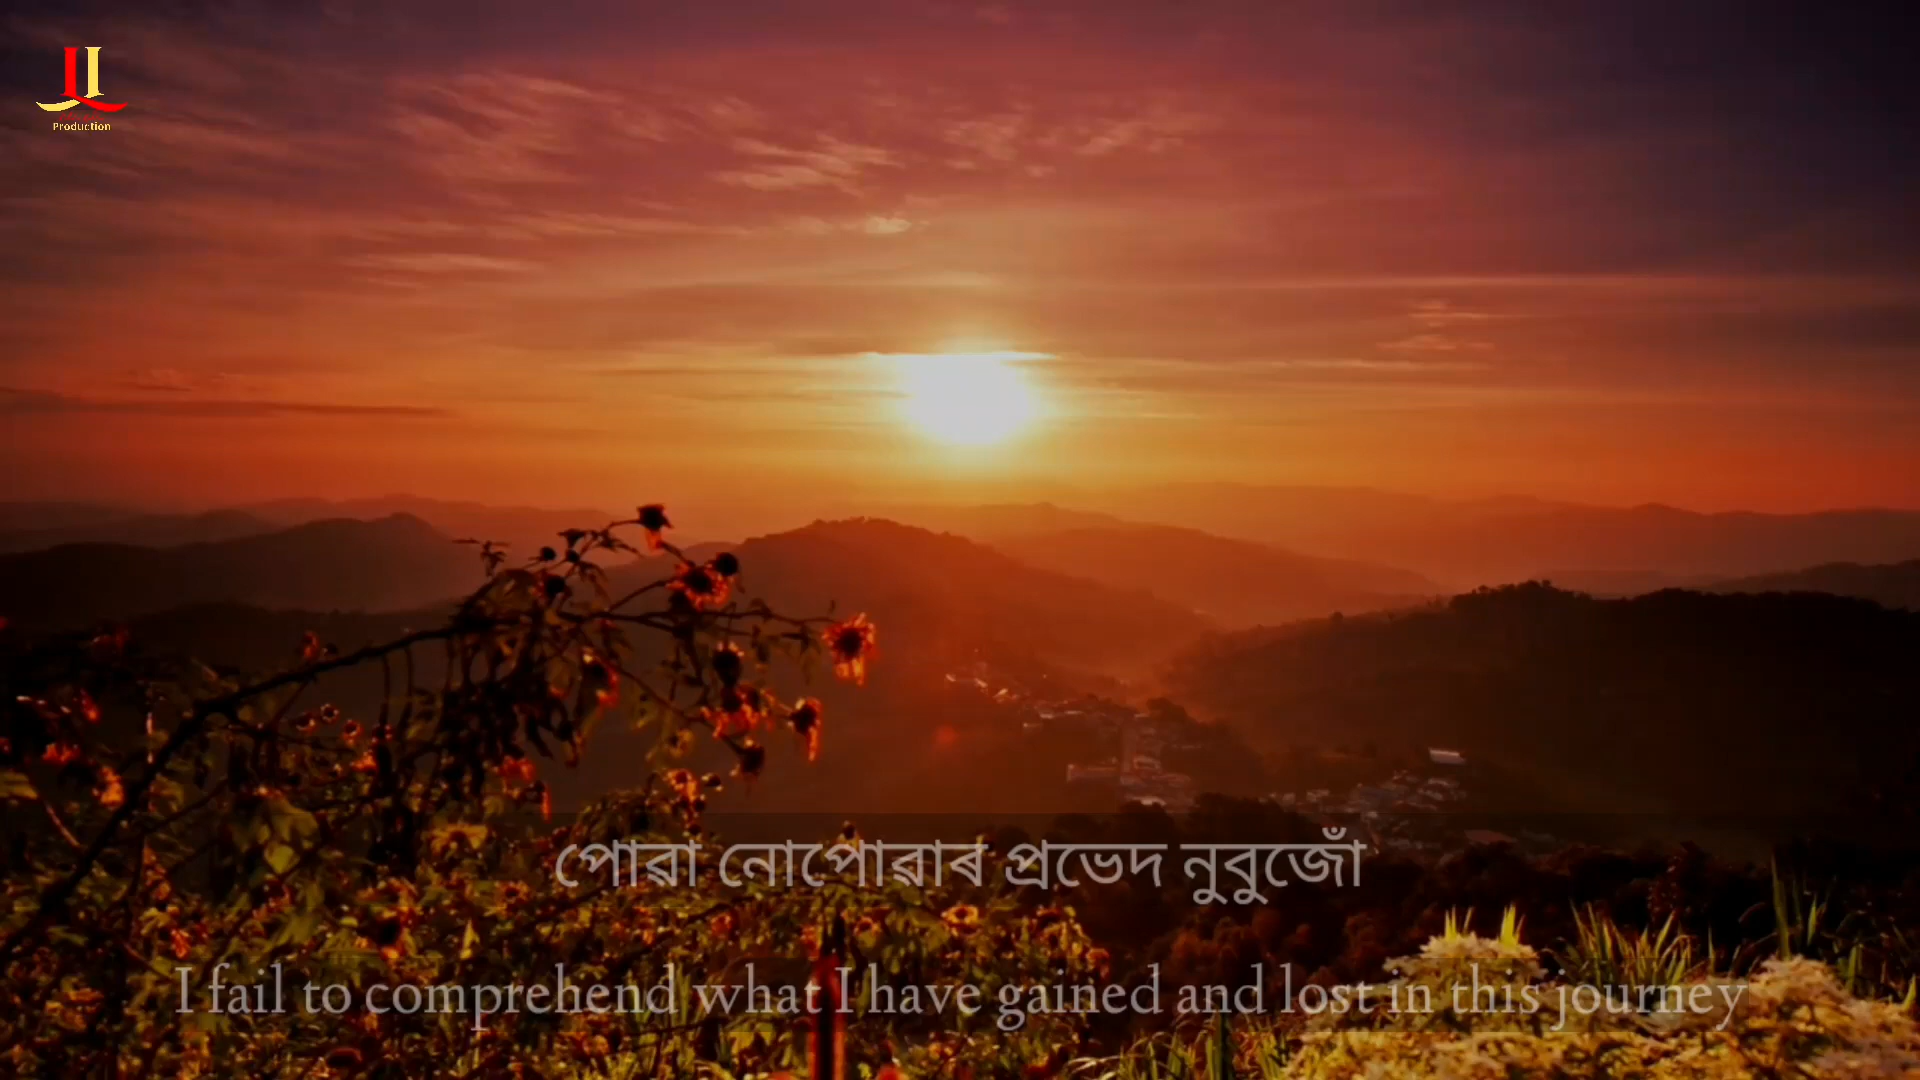 Production
পোৱা নোপোৱাৰ প্ৰভেদ নুবুজোঁ
I fail to comprehend what I have gained and lost in this journey